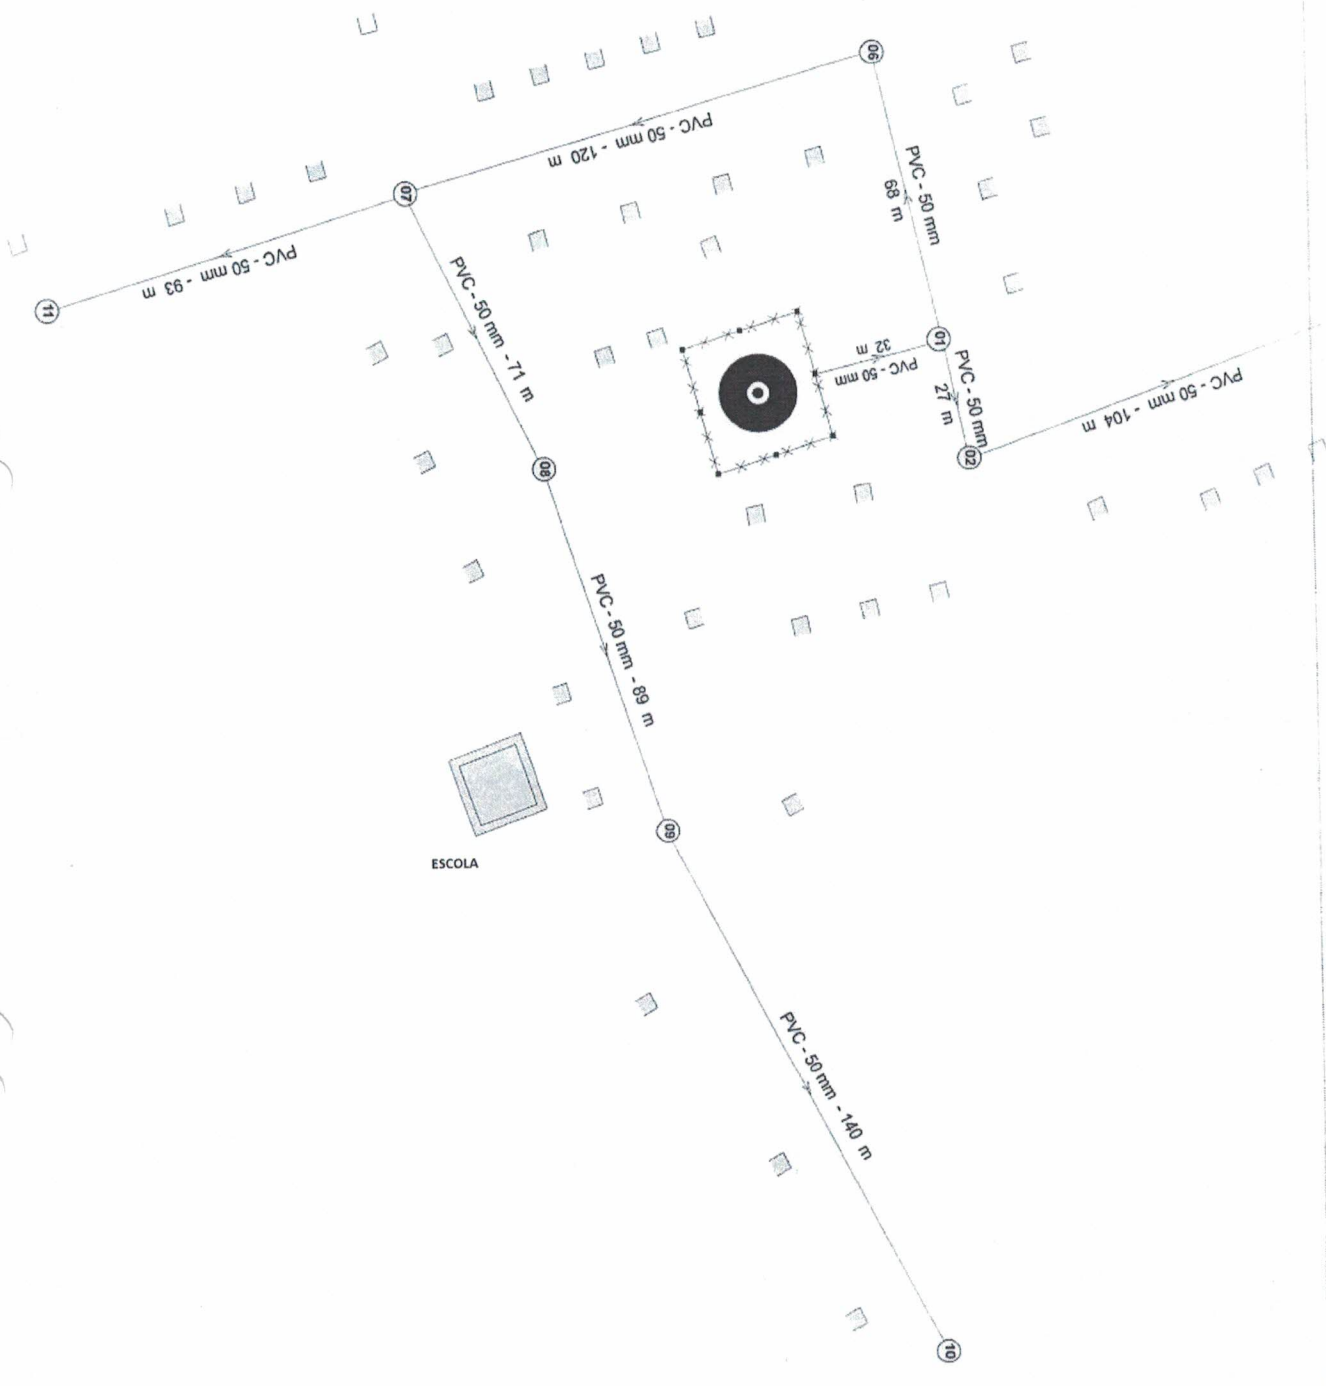 06
PVC - 50 mm - 120 m
PVC - 50 mm
68 m
07
PVC - 50 mm - 93 m
11
PVC - 50 mm - 71 m
01
32 m
PVC - 50 mm
PVC - 50 mm
27 m
PVC - 50 mm - 104 m
02
08
PVC - 50 mm - 89 m
09
ESCOLA
PVC - 50 mm - 140 m
10